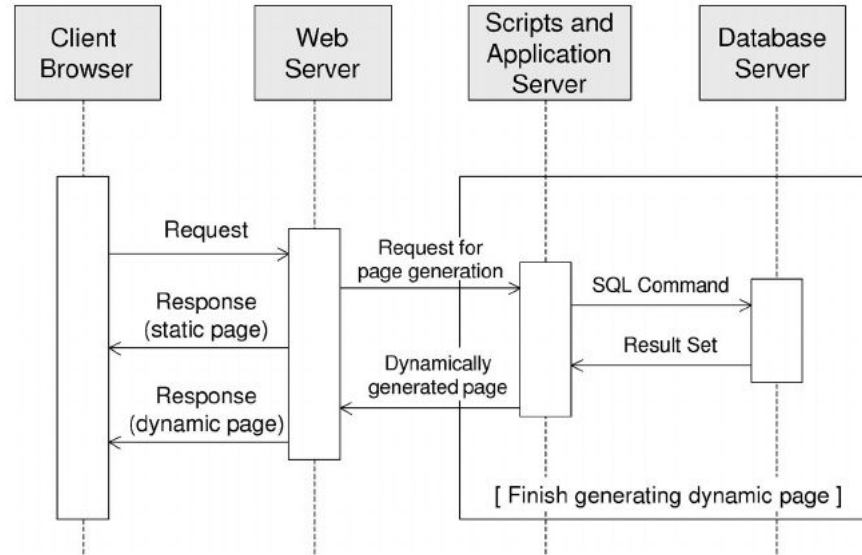 Client
Browser
Web
Server
Scripts and
Application
Server
Database
Server
Request
Request for
page generation
SQL Command
Response
(static page)
Result Set
Dynamically
generated page
Response
(dynamic page)
[ Finish generating dynamic page ]